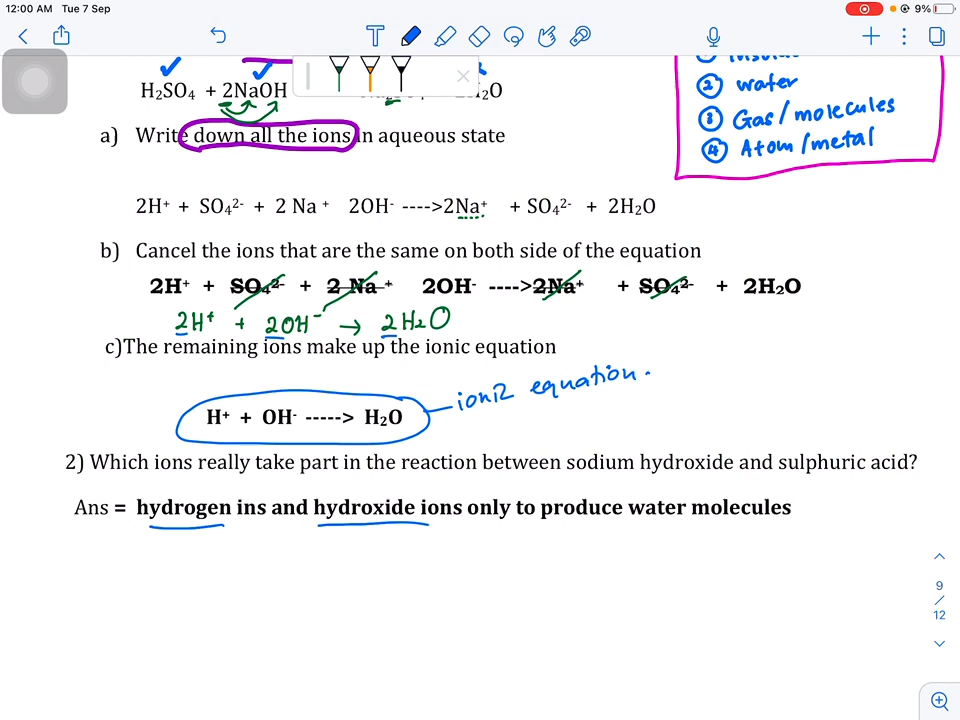 12:00 AM Tue 7 Sep 9%
H₂SO₄ + 2NaOH
② water
③ Gas/molecules
④ Atom/metal
a) Write down all the ions in aqueous state
2H⁺ + SO₄²⁻ + 2 Na ⁺ 2OH⁻ ---->2Na⁺ + SO₄²⁻ + 2H₂O
b) Cancel the ions that are the same on both side of the equation
2H⁺ + SO₄²⁻ + 2 Na ⁺ 2OH⁻ ---->2Na⁺ + SO₄²⁻ + 2H₂O
2H⁺ + 2OH⁻ → 2H₂O
c)The remaining ions make up the ionic equation
H⁺ + OH⁻ -----> H₂O
ionic equation.
2) Which ions really take part in the reaction between sodium hydroxide and sulphuric acid?
Ans = hydrogen ins and hydroxide ions only to produce water molecules
9
/
12